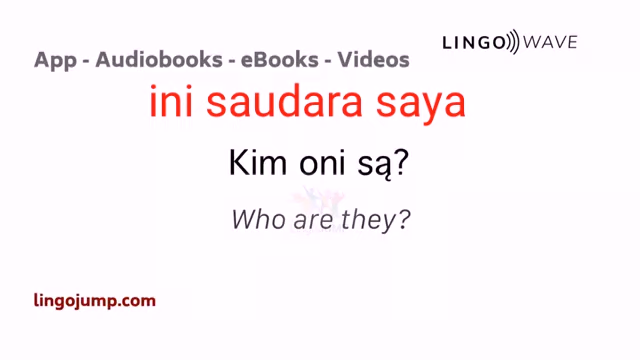 LINGO WAVE
App - Audiobooks - eBooks - Videos
ini saudara saya
Kim oni są?
Who are they?
lingojump.com